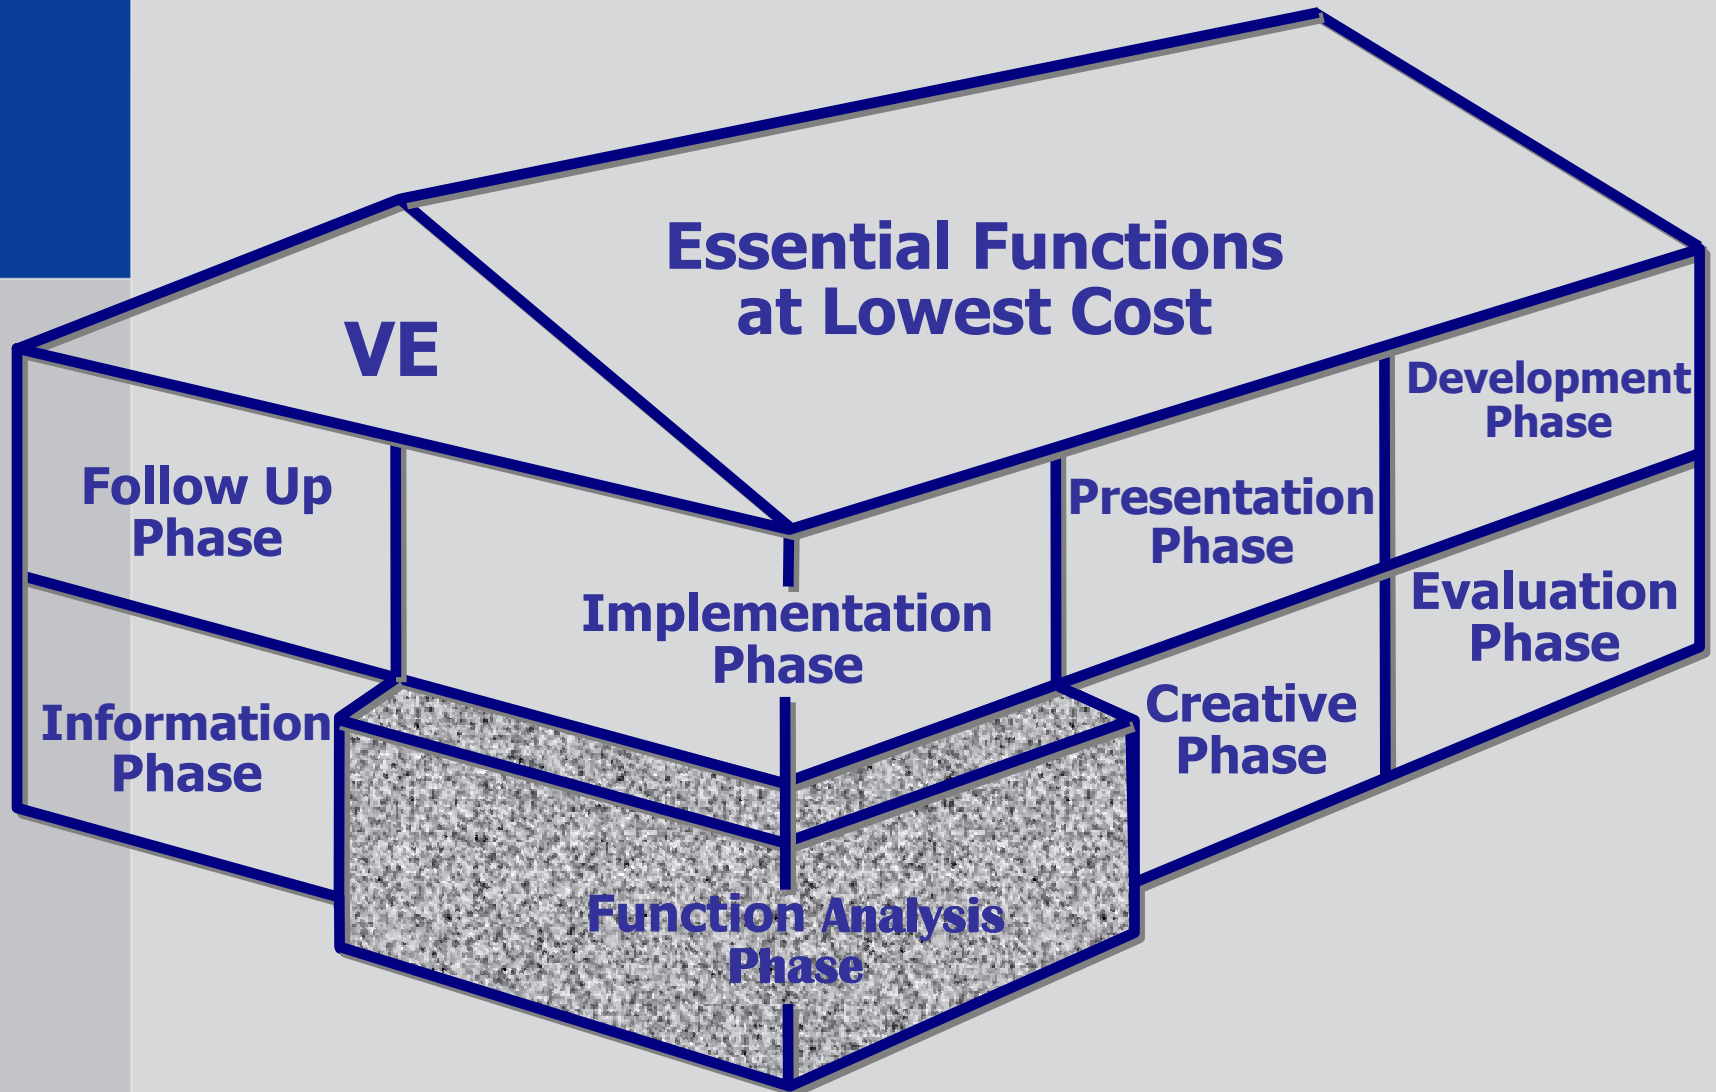 Essential Functions
at Lowest Cost
VE
Development
Phase
Follow Up
Phase
Presentation
Phase
Implementation
Phase
Evaluation
Phase
Information
Phase
Creative
Phase
Function Analysis
Phase